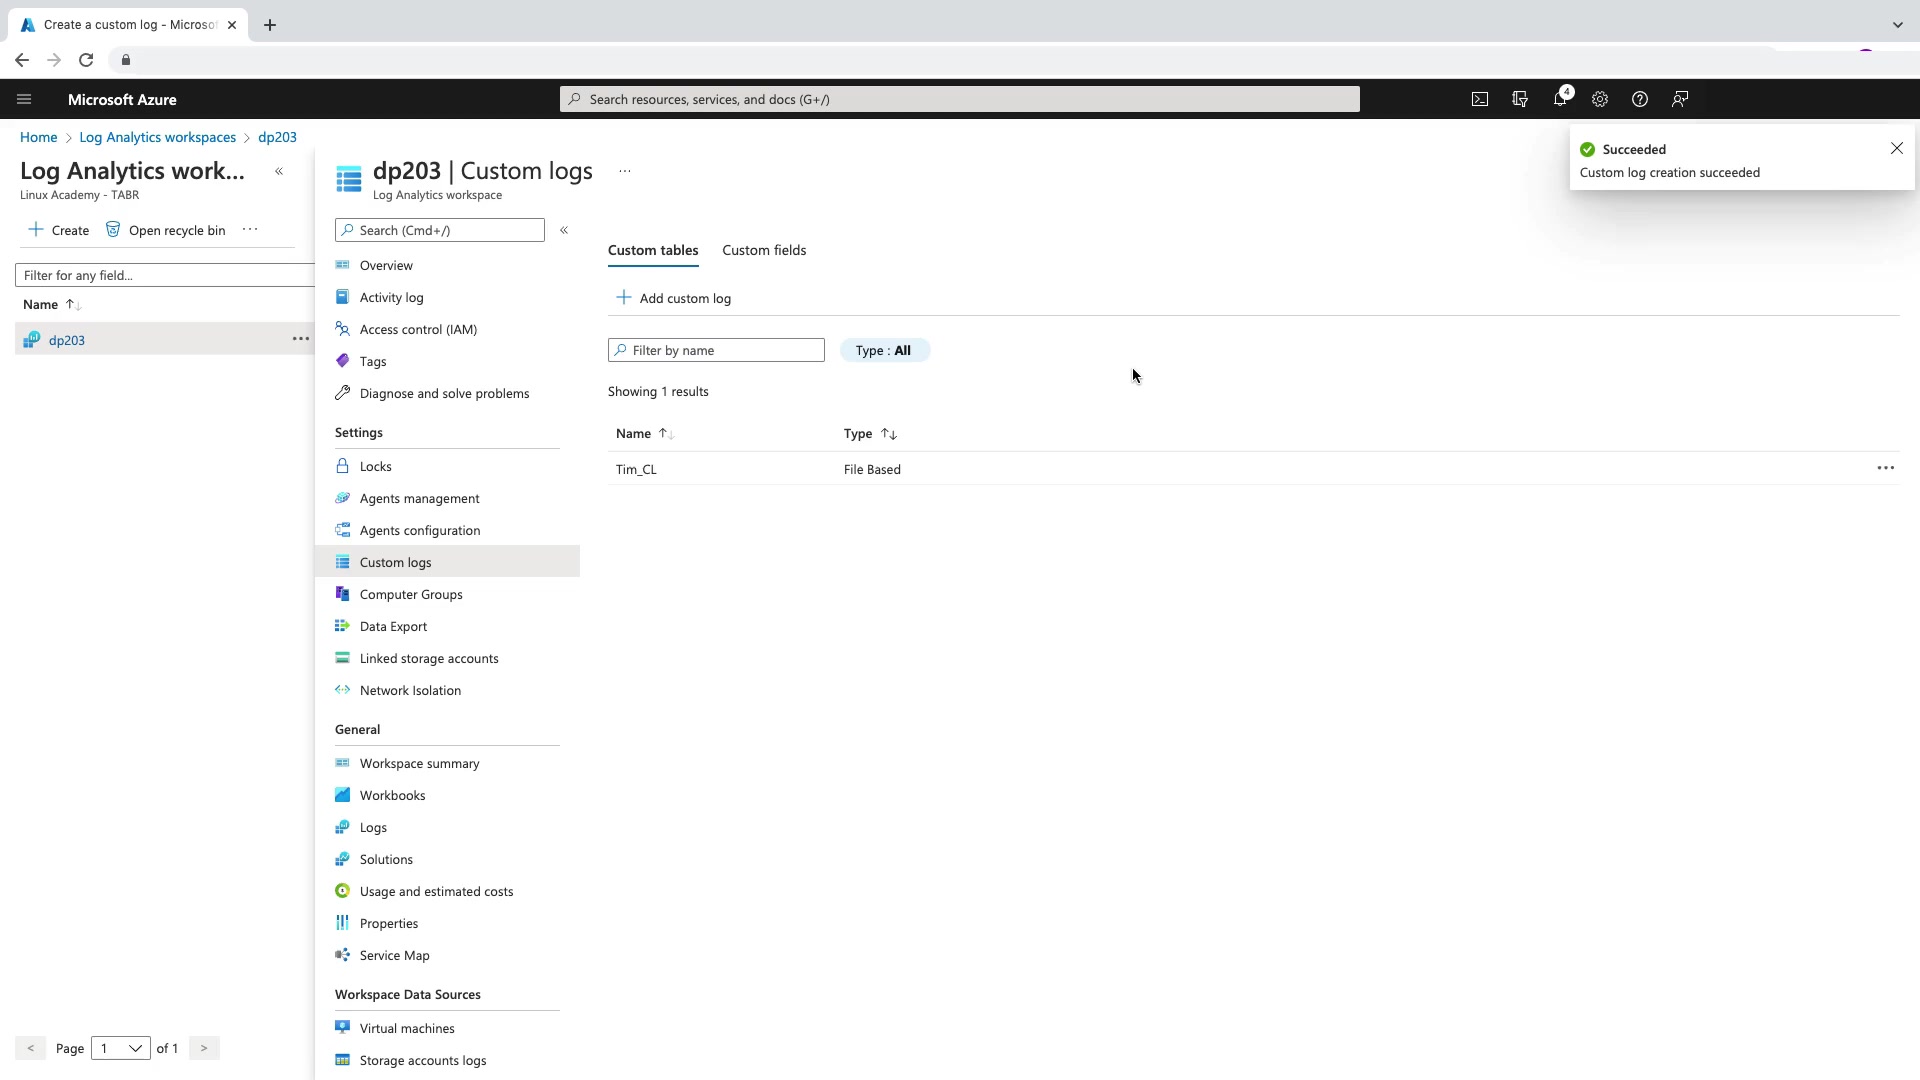 Create a custom log - Microso
Microsoft Azure
Search resources, services, and docs (G+/)
4
Home > Log Analytics workspaces > dp203
Log Analytics work... «
Linux Academy - TABR
+ Create Open recycle bin ...
Filter for any field...
Name ↑↓
dp203 ...
dp203 | Custom logs ...
Log Analytics workspace
Search (Cmd+/) «
Overview
Activity log
Access control (IAM)
Tags
Diagnose and solve problems
Settings
Locks
Agents management
Agents configuration
Custom logs
Computer Groups
Data Export
Linked storage accounts
Network Isolation
General
Workspace summary
Workbooks
Logs
Solutions
Usage and estimated costs
Properties
Service Map
Workspace Data Sources
Virtual machines
Storage accounts logs
Custom tables Custom fields
+ Add custom log
Filter by name Type : All
Showing 1 results
Name ↑↓ Type ↑↓
Tim_CL File Based ...
Succeeded
Custom log creation succeeded
< Page 1 of 1 >